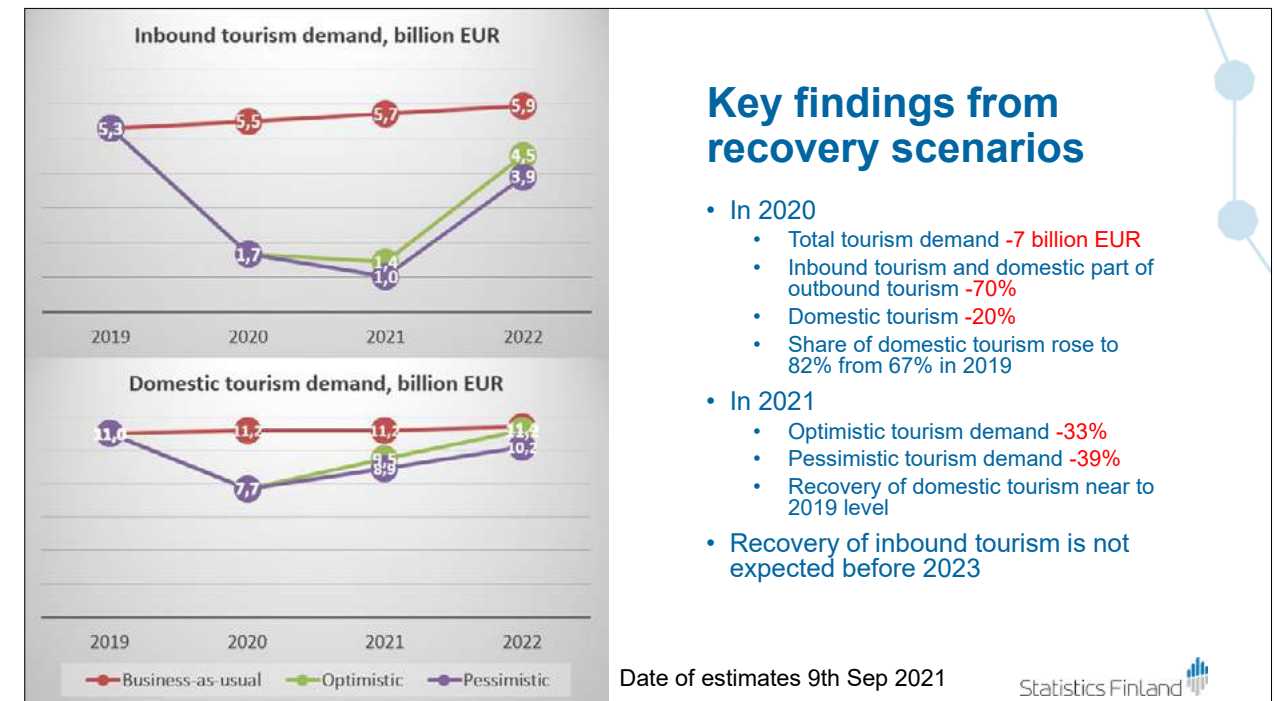 Inbound tourism demand, billion EUR
5,3
5,5
5,7
5,9
4,5
3,9
1,7
1,4
1,0
2019 2020 2021 2022
Domestic tourism demand, billion EUR
11,2
11,2
11,4
10,2
9,5
8,9
7,7
2019 2020 2021 2022
Business-as-usual Optimistic Pessimistic
Key findings from
recovery scenarios
• In 2020
• Total tourism demand -7 billion EUR
• Inbound tourism and domestic part of
outbound tourism -70%
• Domestic tourism -20%
• Share of domestic tourism rose to
82% from 67% in 2019
• In 2021
• Optimistic tourism demand -33%
• Pessimistic tourism demand -39%
• Recovery of domestic tourism near to
2019 level
• Recovery of inbound tourism is not
expected before 2023
Date of estimates 9th Sep 2021
Statistics Finland